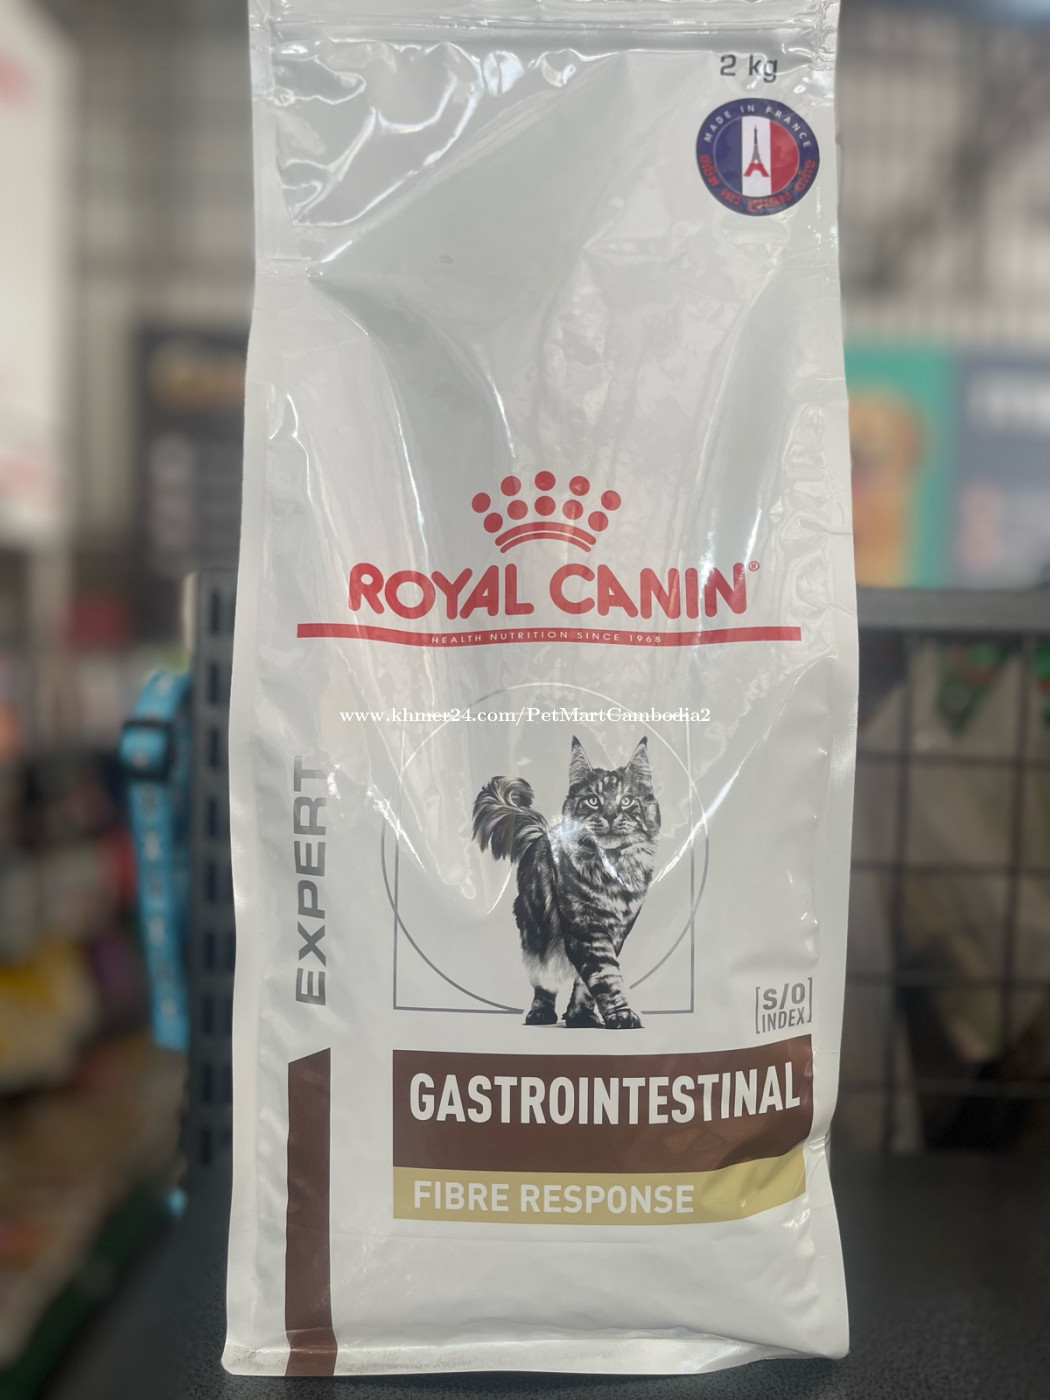 2 kg
MADE IN FRANCE
ROYAL CANIN®
HEALTH NUTRITION SINCE 1968
www.khmer24.com/PetMartCambodia2
EXPERT
S/O
INDEX
GASTROINTESTINAL
FIBRE RESPONSE